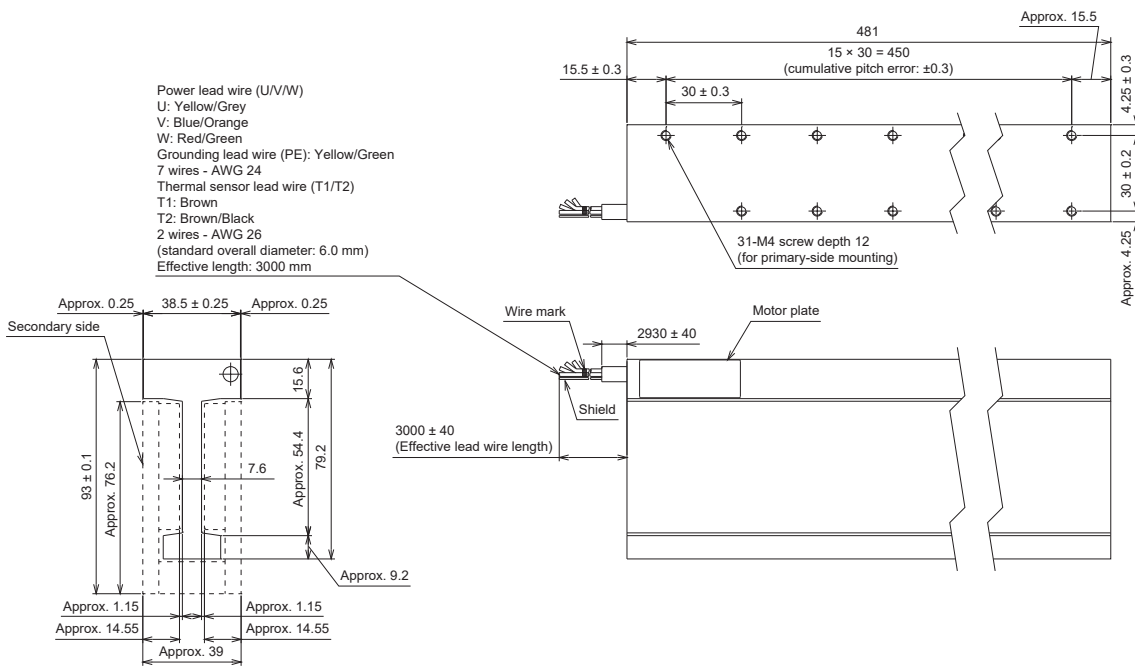 Approx. 15.5
481
15 × 30 = 450
(cumulative pitch error: ±0.3)
15.5 ± 0.3
30 ± 0.3
4.25 ± 0.3
30 ± 0.2
Approx. 4.25
31-M4 screw depth 12
(for primary-side mounting)
Power lead wire (U/V/W)
U: Yellow/Grey
V: Blue/Orange
W: Red/Green
Grounding lead wire (PE): Yellow/Green
7 wires - AWG 24
Thermal sensor lead wire (T1/T2)
T1: Brown
T2: Brown/Black
2 wires - AWG 26
(standard overall diameter: 6.0 mm)
Effective length: 3000 mm
Approx. 0.25
38.5 ± 0.25
Approx. 0.25
Secondary side
Wire mark
Motor plate
2930 ± 40
Shield
3000 ± 40
(Effective lead wire length)
15.6
93 ± 0.1
Approx. 76.2
7.6
Approx. 54.4
79.2
Approx. 9.2
Approx. 1.15
Approx. 1.15
Approx. 14.55
Approx. 14.55
Approx. 39